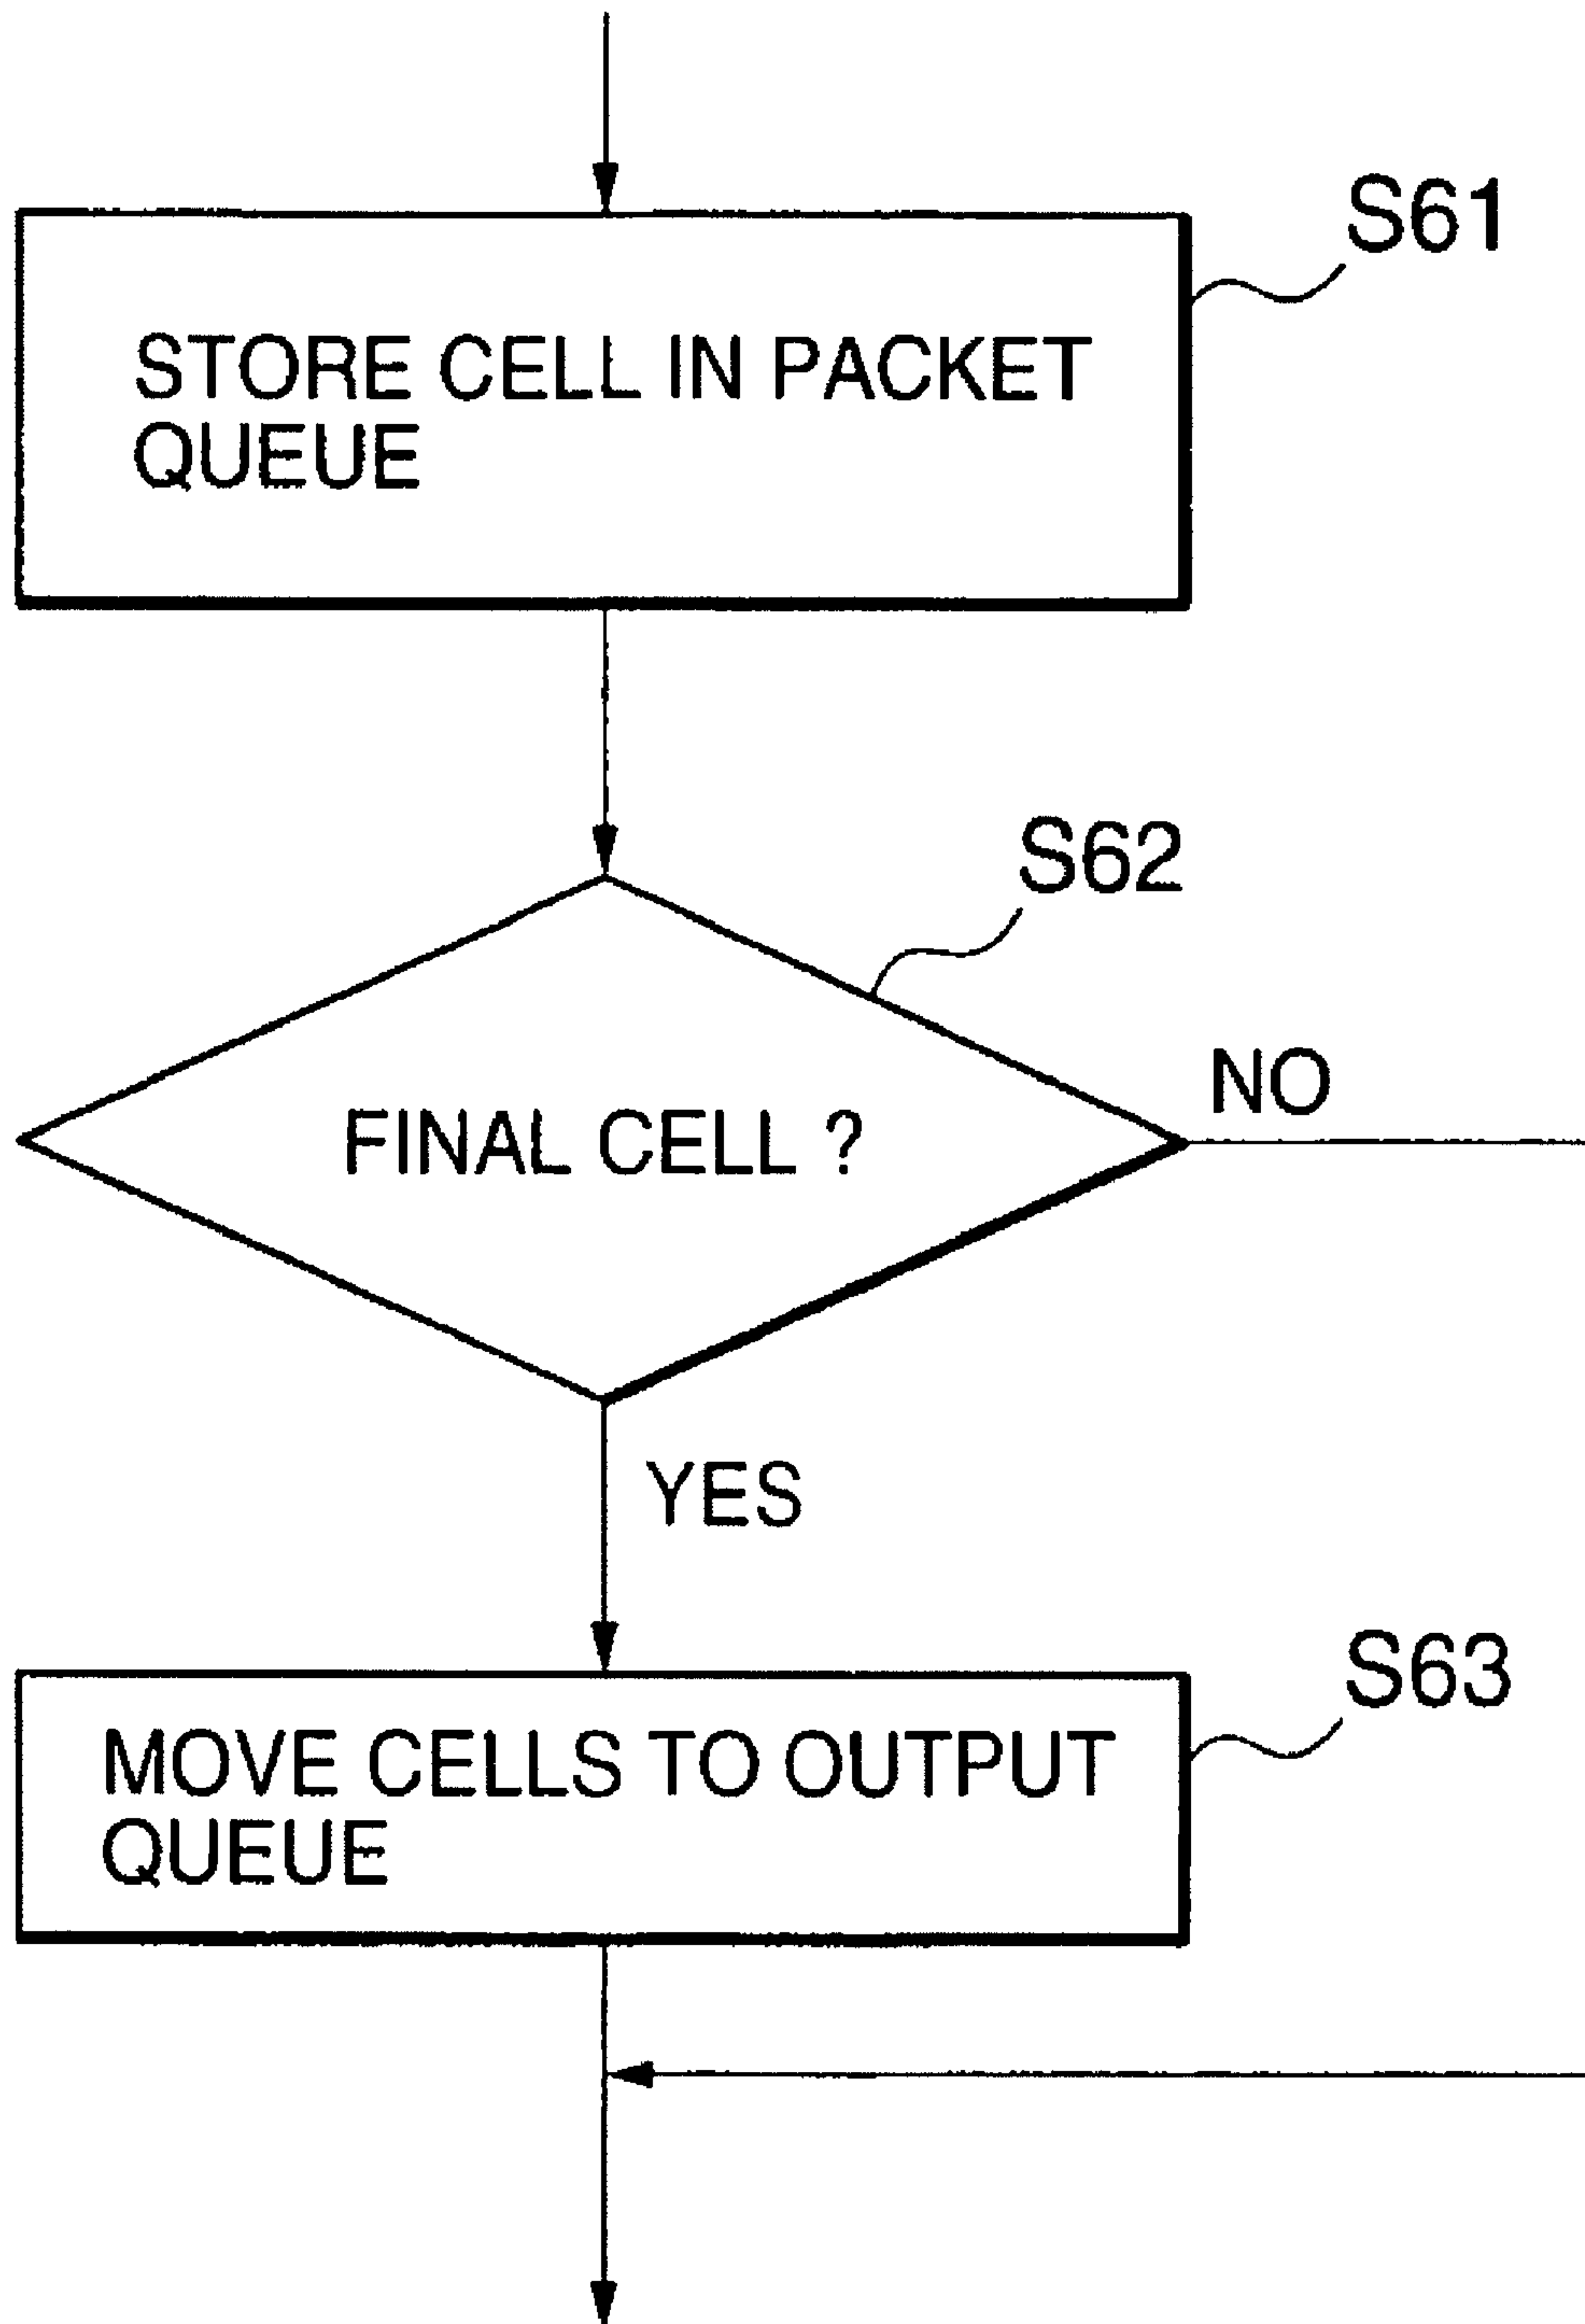 S61
STORE CELL IN PACKET
QUEUE
S62
NO
FINAL CELL ?
YES
S63
MOVE CELLS TO OUTPUT
QUEUE